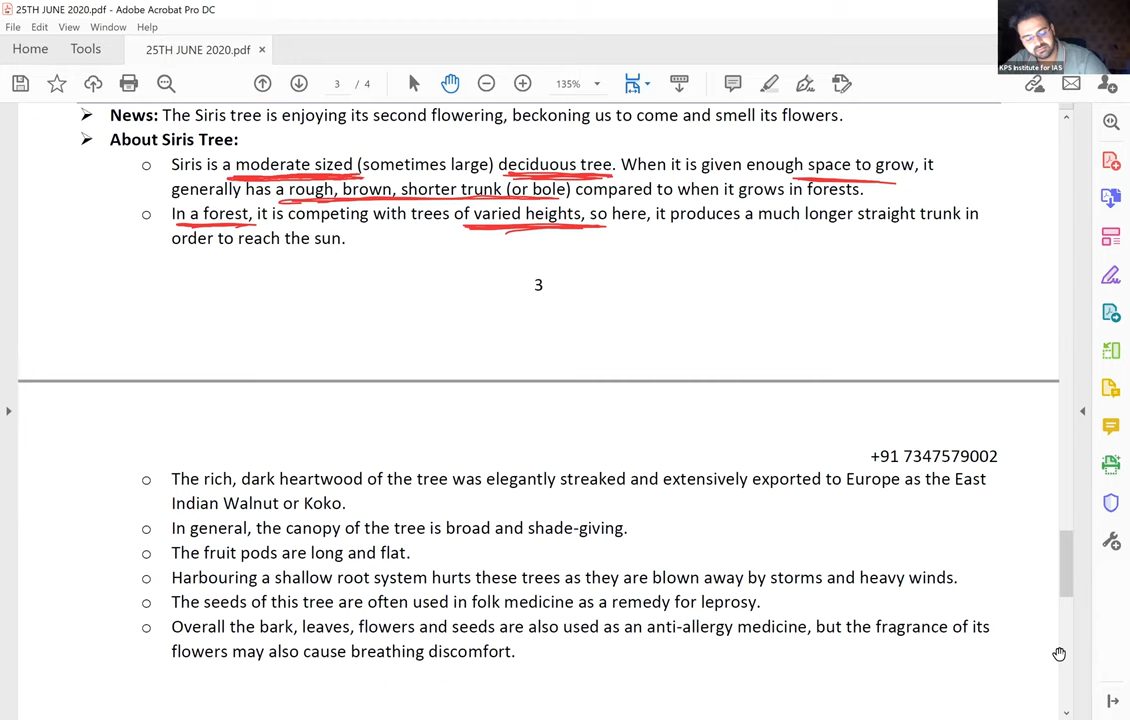 25TH JUNE 2020.pdf - Adobe Acrobat Pro DC
File Edit View Window Help
Home Tools 25TH JUNE 2020.pdf ×
3 / 4 135%
KPS Institute for IAS
➢ News: The Siris tree is enjoying its second flowering, beckoning us to come and smell its flowers.
➢ About Siris Tree:
o Siris is a moderate sized (sometimes large) deciduous tree. When it is given enough space to grow, it
generally has a rough, brown, shorter trunk (or bole) compared to when it grows in forests.
o In a forest, it is competing with trees of varied heights, so here, it produces a much longer straight trunk in
order to reach the sun.
3
+91 7347579002
o The rich, dark heartwood of the tree was elegantly streaked and extensively exported to Europe as the East
Indian Walnut or Koko.
o In general, the canopy of the tree is broad and shade-giving.
o The fruit pods are long and flat.
o Harbouring a shallow root system hurts these trees as they are blown away by storms and heavy winds.
o The seeds of this tree are often used in folk medicine as a remedy for leprosy.
o Overall the bark, leaves, flowers and seeds are also used as an anti-allergy medicine, but the fragrance of its
flowers may also cause breathing discomfort.